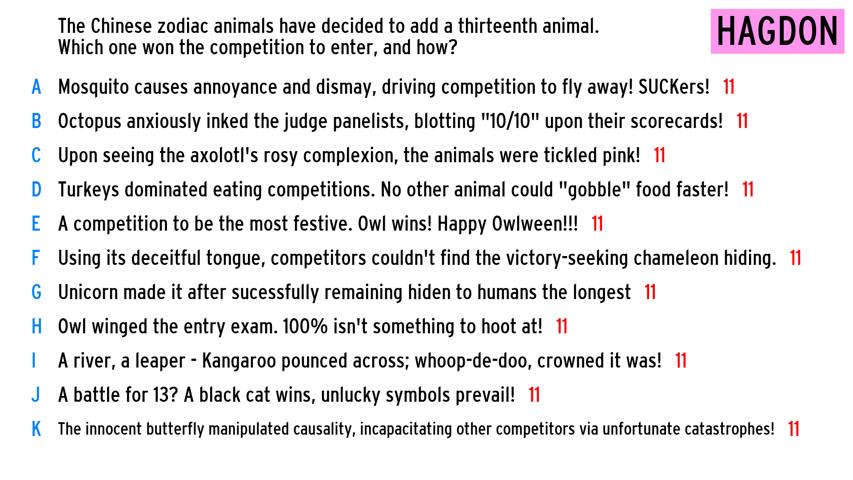 The Chinese zodiac animals have decided to add a thirteenth animal.
Which one won the competition to enter, and how?
HAGDON
A Mosquito causes annoyance and dismay, driving competition to fly away! SUCKers! 11
B Octopus anxiously inked the judge panelists, blotting "10/10" upon their scorecards! 11
C Upon seeing the axolotl's rosy complexion, the animals were tickled pink! 11
D Turkeys dominated eating competitions. No other animal could "gobble" food faster! 11
E A competition to be the most festive. Owl wins! Happy Owlween!!! 11
F Using its deceitful tongue, competitors couldn't find the victory-seeking chameleon hiding. 11
G Unicorn made it after sucessfully remaining hiden to humans the longest 11
H Owl winged the entry exam. 100% isn't something to hoot at! 11
I A river, a leaper - Kangaroo pounced across; whoop-de-doo, crowned it was! 11
J A battle for 13? A black cat wins, unlucky symbols prevail! 11
K The innocent butterfly manipulated causality, incapacitating other competitors via unfortunate catastrophes! 11